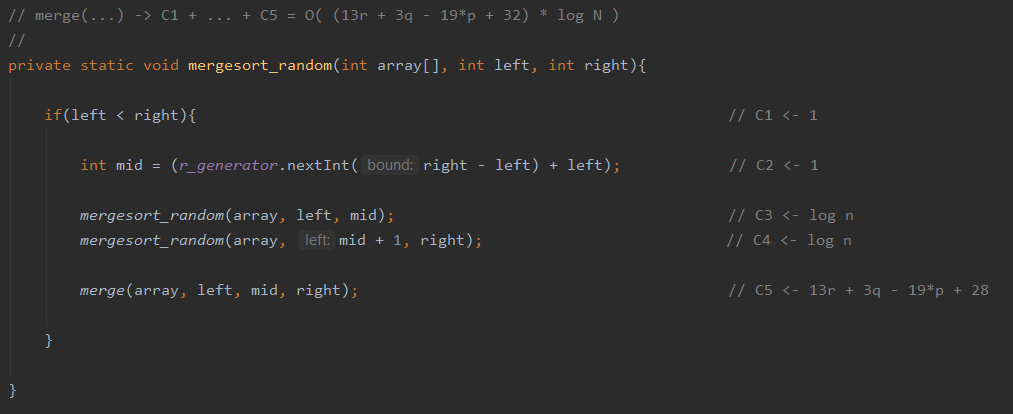 // merge(...) -> C1 + ... + C5 = O( (13r + 3q - 19*p + 32) * log N )
//
private static void mergesort_random(int array[], int left, int right){
if(left < right){ // C1 <- 1
int mid = (r_generator.nextInt( bound: right - left) + left); // C2 <- 1
mergesort_random(array, left, mid); // C3 <- log n
mergesort_random(array, left: mid + 1, right); // C4 <- log n
merge(array, left, mid, right); // C5 <- 13r + 3q - 19*p + 28
}
}